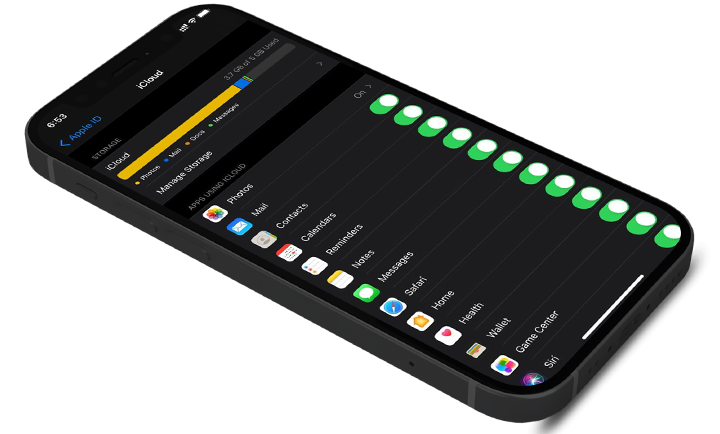 6:53
Apple ID
iCloud
STORAGE
iCloud
3.7 GB of 5 GB Used
Photos
Mail
Docs
Messages
Manage Storage
APPS USING ICLOUD
Photos
On
Mail
Contacts
Calendars
Reminders
Notes
Messages
Safari
Home
Health
Wallet
Game Center
Siri